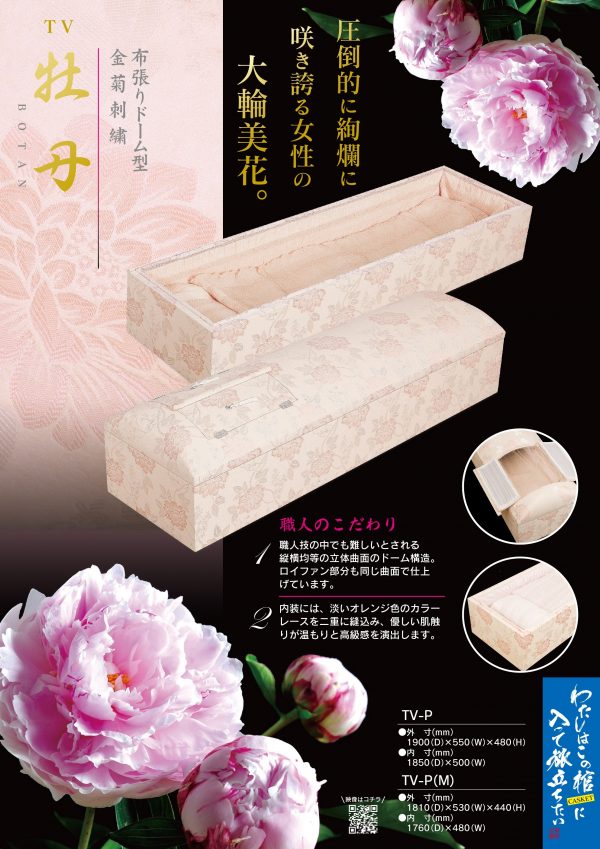 TV
牡丹
BOTAN
布張りドーム型
金菊刺繍
圧倒的に絢爛に
咲き誇る女性の
大輪美花。
職人のこだわり
1
職人技の中でも難しいとされる
縦横均等の立体曲面のドーム構造。
ロイファン部分も同じ曲面で仕上
げています。
2
内装には、淡いオレンジ色のカラー
レースを二重に縫込み、優しい肌触
りが温もりと高級感を演出します。
TV-P
●外　寸(mm)
1900(D)×550(W)×480(H)
●内　寸(mm)
1850(D)×500(W)
TV-P(M)
●外　寸(mm)
1810(D)×530(W)×440(H)
●内　寸(mm)
1760(D)×480(W)
\映像はコチラ/
わたしはこの棺に
CASKET
入って旅立ちたい